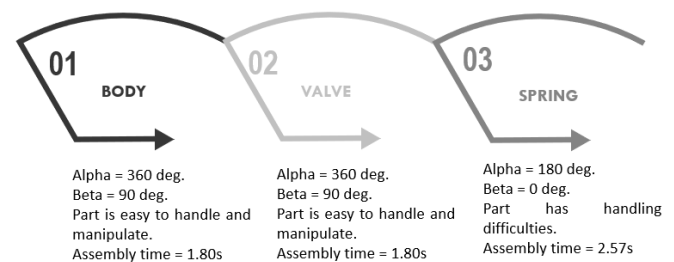 01
BODY
Alpha = 360 deg.
Beta = 90 deg.
Part is easy to handle and
manipulate.
Assembly time = 1.80s
02
VALVE
Alpha = 360 deg.
Beta = 90 deg.
Part is easy to handle and
manipulate.
Assembly time = 1.80s
03
SPRING
Alpha = 180 deg.
Beta = 0 deg.
Part has handling
difficulties.
Assembly time = 2.57s